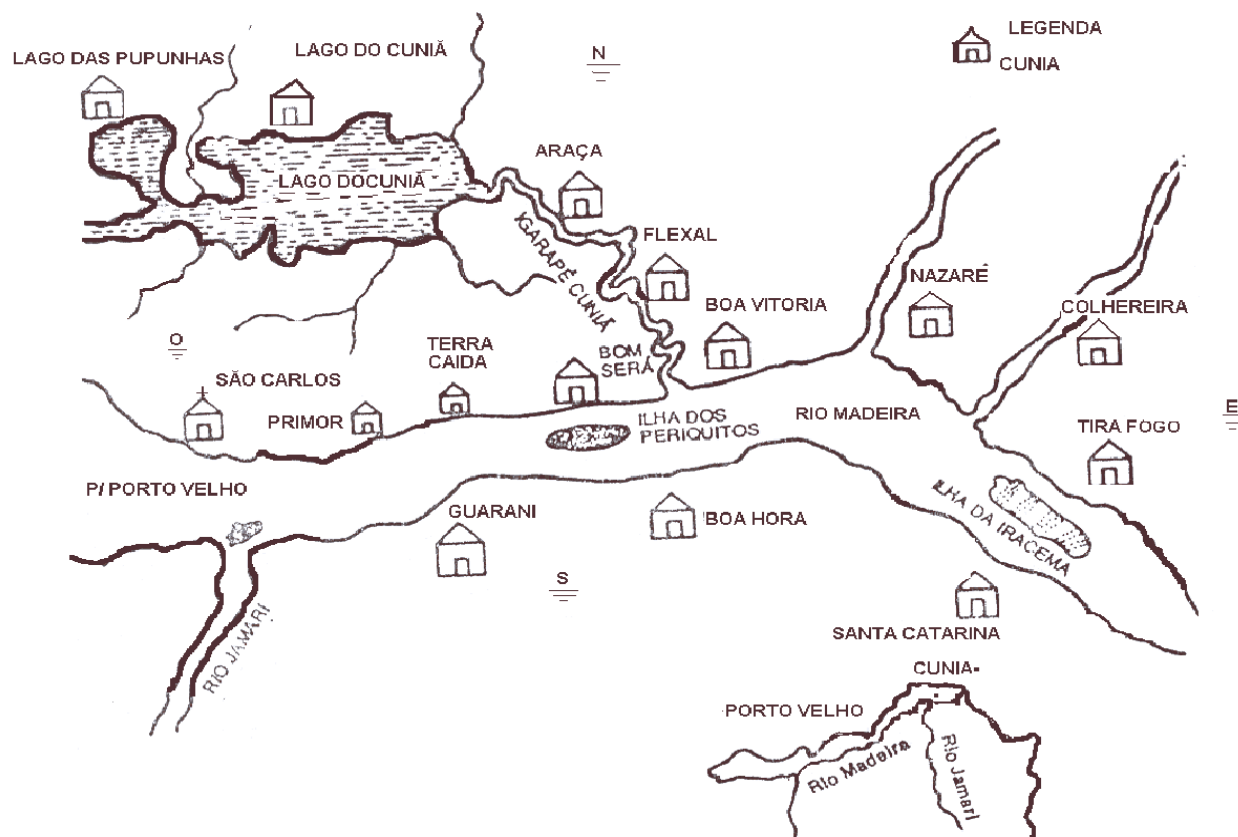 LAGO DAS PUPUNHAS
LAGO DO CUNIÃ
N
LEGENDA
CUNIA
ARAÇA
LAGO DOCUNIÃ
IGARAPÉ CUNIÃ
FLEXAL
NAZARÉ
BOA VITORIA
COLHEREIRA
O
TERRA
CAIDA
BOM
SERÁ
SÃO CARLOS
PRIMOR
ILHA DOS
PERIQUITOS
RIO MADEIRA
E
TIRA FOGO
P/ PORTO VELHO
GUARANI
BOA HORA
ILHA DA IRACEMA
S
RIO JAMARÍ
SANTA CATARINA
CUNIA-
PORTO VELHO
Rio Madeira
Rio Jamarí